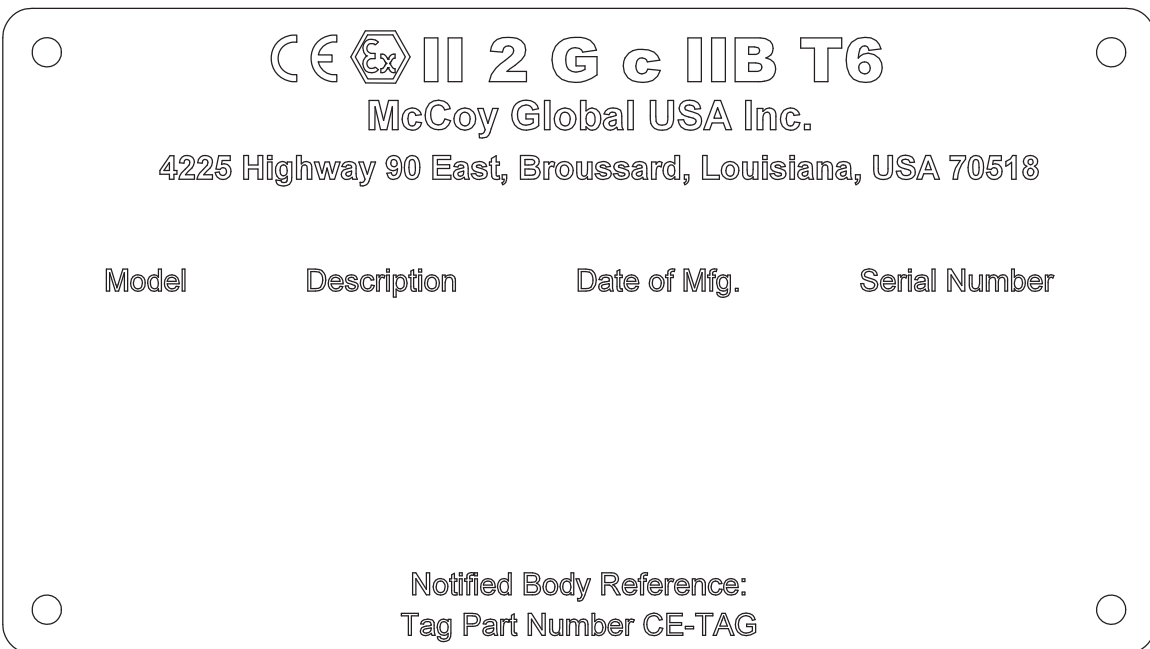 CE Ex II 2 G c IIB T6
McCoy Global USA Inc.
4225 Highway 90 East, Broussard, Louisiana, USA 70518
Model Description Date of Mfg. Serial Number
Notified Body Reference:
Tag Part Number CE-TAG